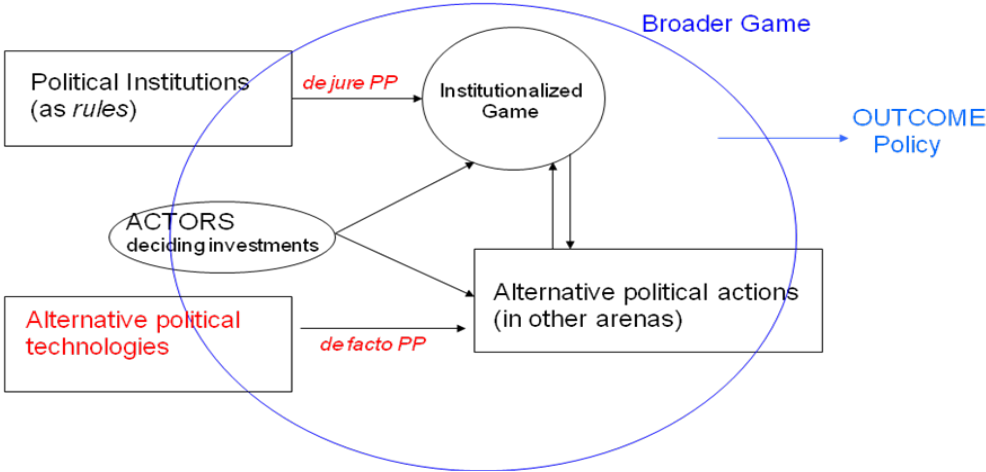 Broader Game
Political Institutions
(as rules)
de jure PP
Institutionalized
Game
OUTCOME
Policy
ACTORS
deciding investments
Alternative political actions
(in other arenas)
Alternative political
technologies
de facto PP